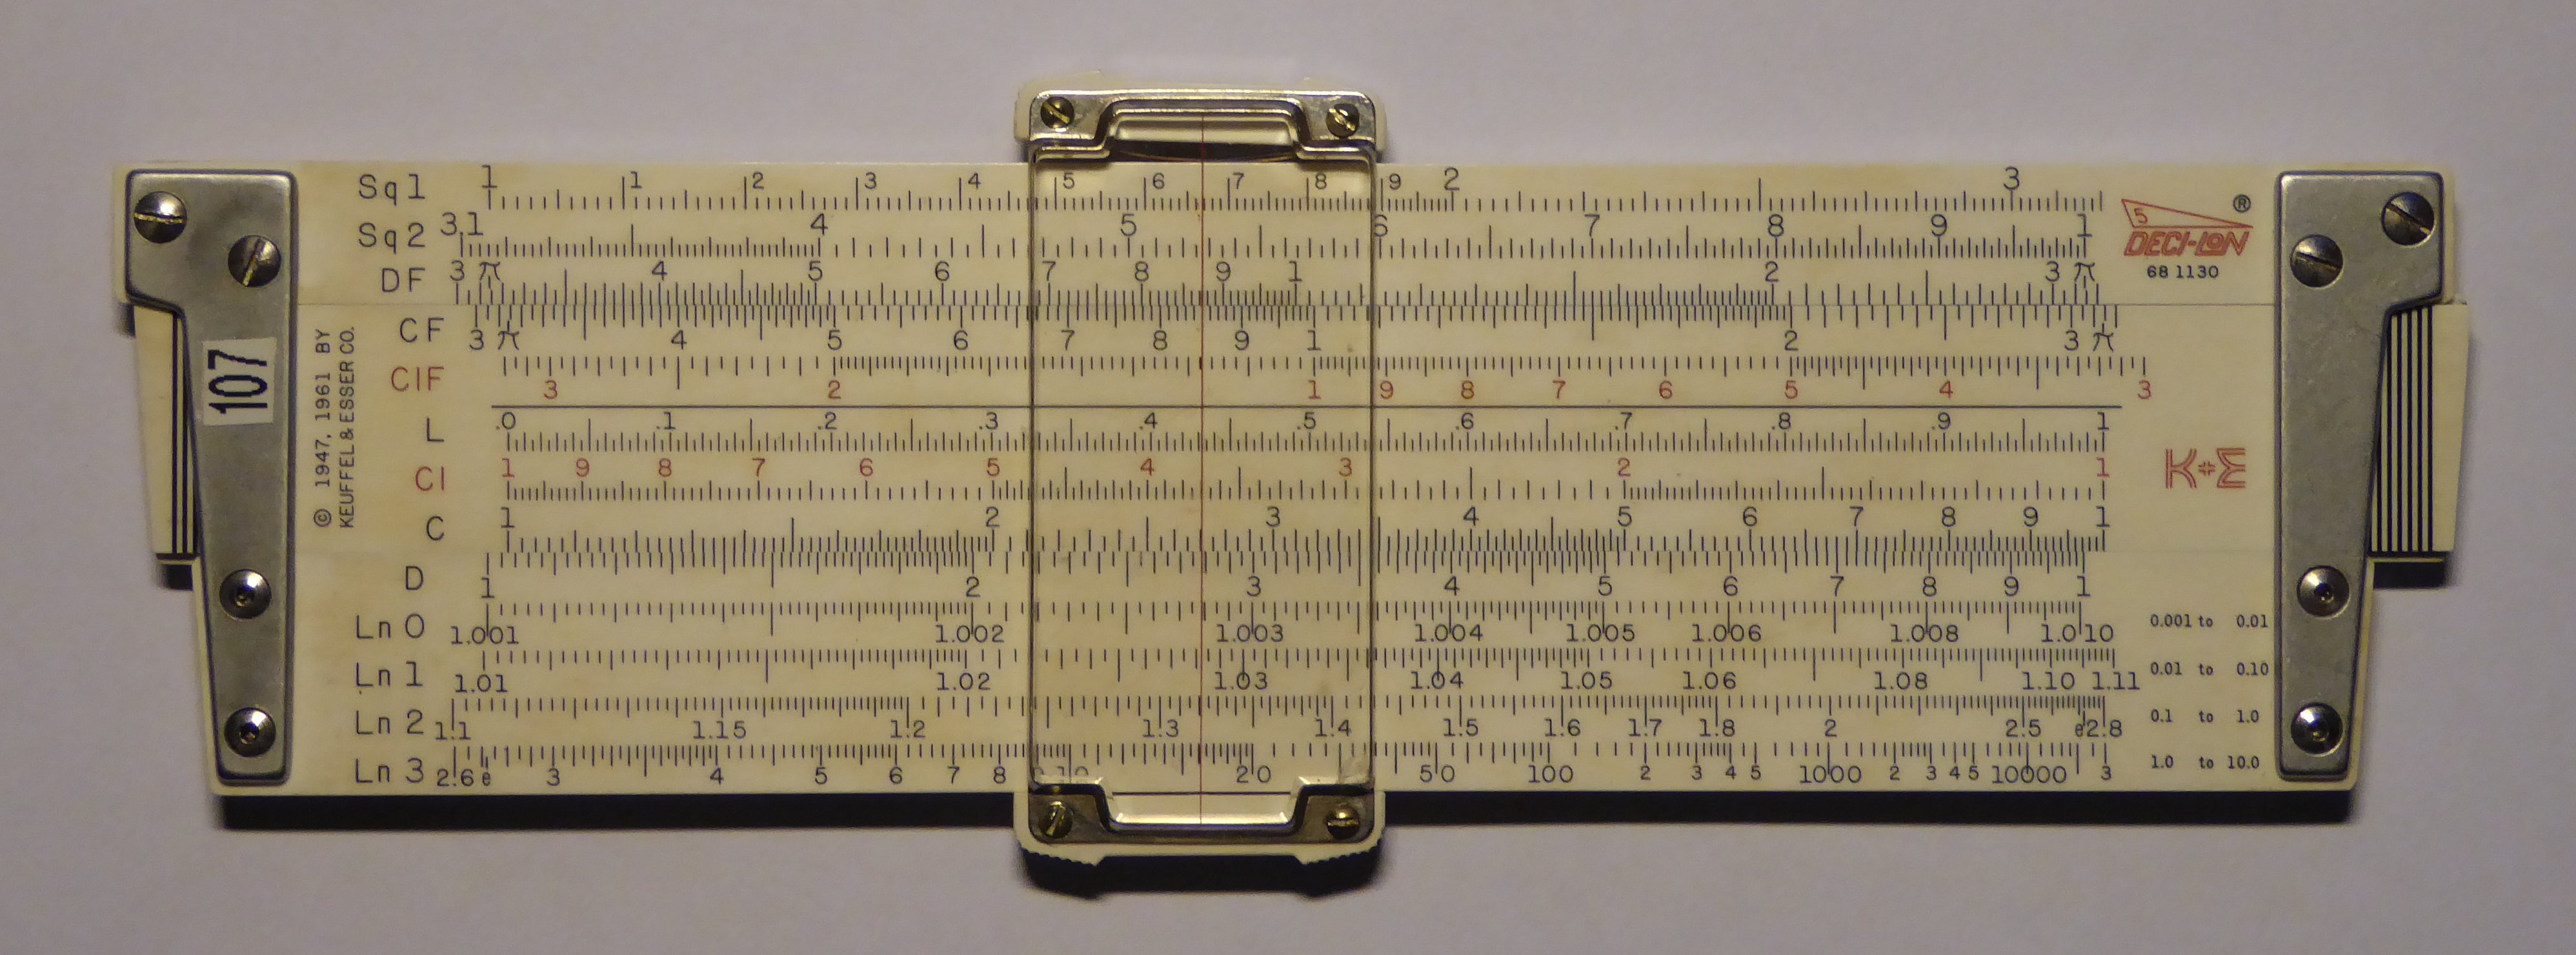 Sq1 1 1 2 3 4 5 6 7 8 9 2 3
Sq2 3.1 4 5 6 7 8 9 1
DF 3 π 4 5 6 7 8 9 1 2 3 π
5 ®
DECI-LON
68 1130
CF 3 π 4 5 6 7 8 9 1 2 3 π
CIF 3 2 1 9 8 7 6 5 4 3
L .0 .1 .2 .3 .4 .5 .6 .7 .8 .9 1
CI 1 9 8 7 6 5 4 3 2 1
C 1 2 3 4 5 6 7 8 9 1
D 1 2 3 4 5 6 7 8 9 1
Ln 0 1.001 1.002 1.003 1.004 1.005 1.006 1.008 1.010 0.001 to 0.01
Ln 1 1.01 1.02 1.03 1.04 1.05 1.06 1.08 1.10 1.11 0.01 to 0.10
Ln 2 1.1 1.15 1.2 1.3 1.4 1.5 1.6 1.7 1.8 2 2.5 e 2.8 0.1 to 1.0
Ln 3 2.6 e 3 4 5 6 7 8 10 20 50 100 2 3 4 5 1000 2 3 4 5 10000 3 1.0 to 10.0
107
© 1947, 1961 BY
KEUFFEL & ESSER CO.
K+E